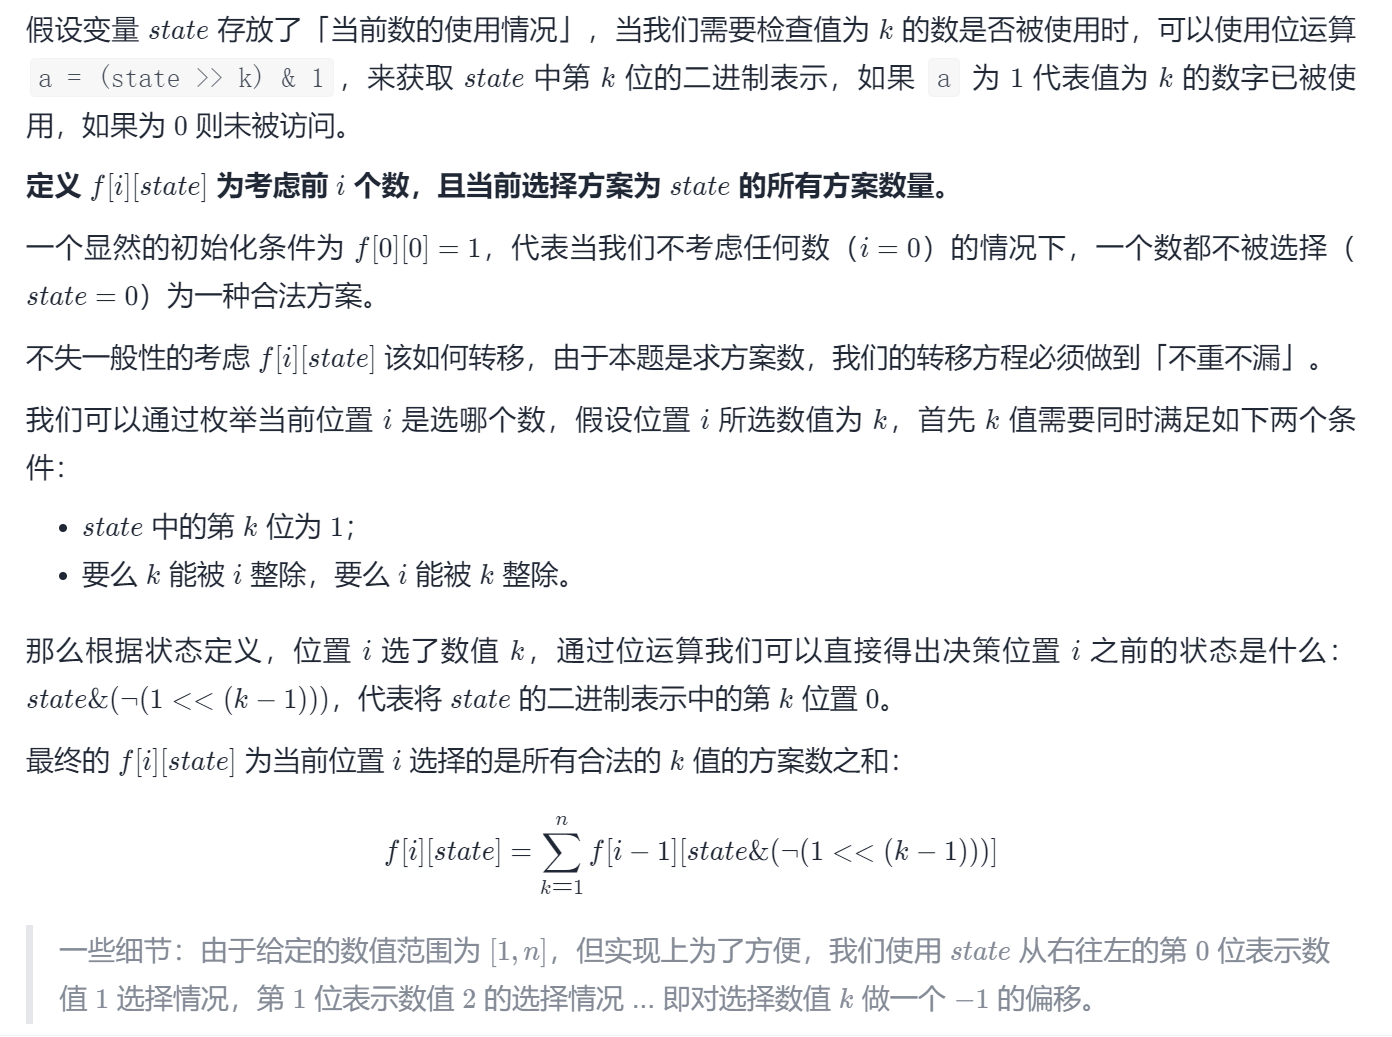 假设变量 state 存放了「当前数的使用情况」，当我们需要检查值为 k 的数是否被使用时，可以使用位运算
a = (state >> k) & 1 ，来获取 state 中第 k 位的二进制表示，如果 a 为 1 代表值为 k 的数字已被使
用，如果为 0 则未被访问。
定义 f[i][state] 为考虑前 i 个数，且当前选择方案为 state 的所有方案数量。
一个显然的初始化条件为 f[0][0] = 1，代表当我们不考虑任何数（i = 0）的情况下，一个数都不被选择（
state = 0）为一种合法方案。
不失一般性的考虑 f[i][state] 该如何转移，由于本题是求方案数，我们的转移方程必须做到「不重不漏」。
我们可以通过枚举当前位置 i 是选哪个数，假设位置 i 所选数值为 k，首先 k 值需要同时满足如下两个条
件：
• state 中的第 k 位为 1；
• 要么 k 能被 i 整除，要么 i 能被 k 整除。
那么根据状态定义，位置 i 选了数值 k，通过位运算我们可以直接得出决策位置 i 之前的状态是什么：
state&(¬(1 << (k − 1)))，代表将 state 的二进制表示中的第 k 位置 0。
最终的 f[i][state] 为当前位置 i 选择的是所有合法的 k 值的方案数之和：
f[i][state] = ∑_{k=1}^{n} f[i − 1][state&(¬(1 << (k − 1)))]
一些细节：由于给定的数值范围为 [1, n]，但实现上为了方便，我们使用 state 从右往左的第 0 位表示数
值 1 选择情况，第 1 位表示数值 2 的选择情况 ... 即对选择数值 k 做一个 −1 的偏移。